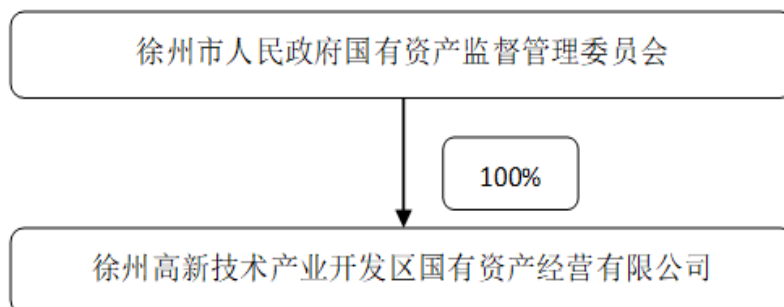 徐州市人民政府国有资产监督管理委员会
100%
徐州高新技术产业开发区国有资产经营有限公司